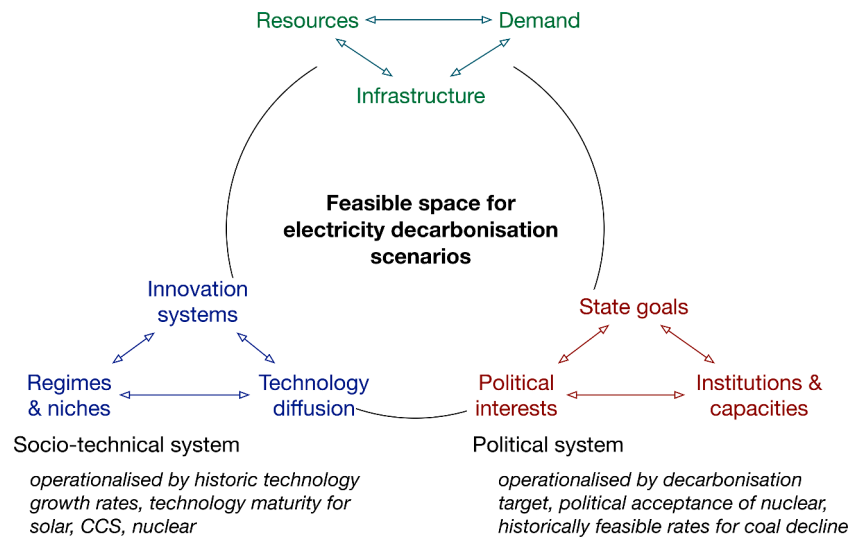 Resources
Demand
Infrastructure
Feasible space for
electricity decarbonisation
scenarios
Innovation
systems
Regimes
& niches
Technology
diffusion
State goals
Political
interests
Institutions &
capacities
Socio-technical system
operationalised by historic technology
growth rates, technology maturity for
solar, CCS, nuclear
Political system
operationalised by decarbonisation
target, political acceptance of nuclear,
historically feasible rates for coal decline